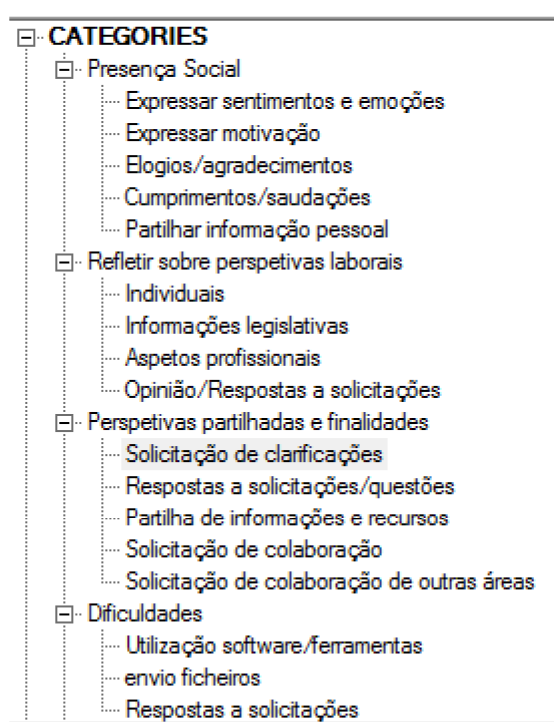 CATEGORIES
Presença Social
Expressar sentimentos e emoções
Expressar motivação
Elogios/agradecimentos
Cumprimentos/saudações
Partilhar informação pessoal
Refletir sobre perspetivas laborais
Individuais
Informações legislativas
Aspetos profissionais
Opinião/Respostas a solicitações
Perspetivas partilhadas e finalidades
Solicitação de clarificações
Respostas a solicitações/questões
Partilha de informações e recursos
Solicitação de colaboração
Solicitação de colaboração de outras áreas
Dificuldades
Utilização software/ferramentas
envio ficheiros
Respostas a solicitações